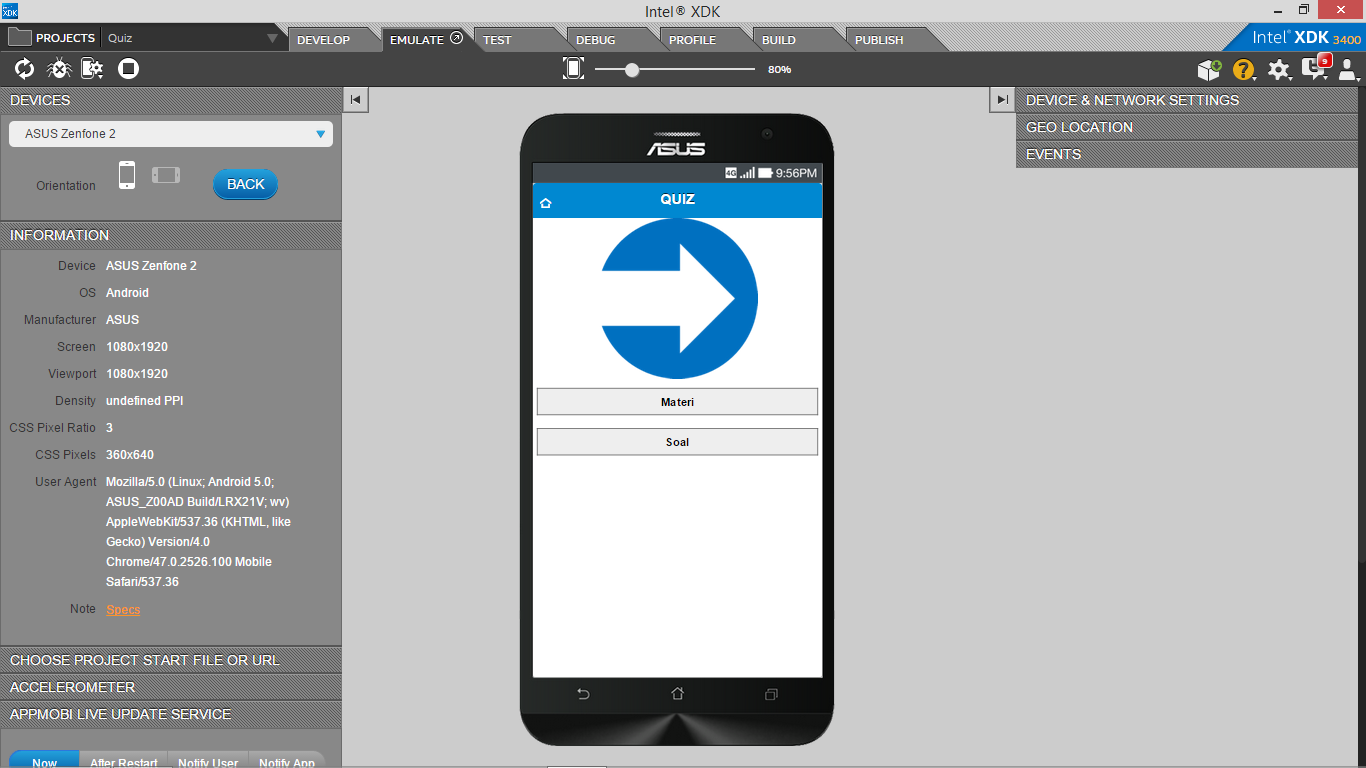 Intel® XDK
XDK
PROJECTS Quiz
DEVELOP
EMULATE
TEST
DEBUG
PROFILE
BUILD
PUBLISH
Intel® XDK 3400
80%
9
DEVICES
ASUS Zenfone 2
Orientation
BACK
INFORMATION
Device ASUS Zenfone 2
OS Android
Manufacturer ASUS
Screen 1080x1920
Viewport 1080x1920
Density undefined PPI
CSS Pixel Ratio 3
CSS Pixels 360x640
User Agent Mozilla/5.0 (Linux; Android 5.0;
ASUS_Z00AD Build/LRX21V; wv)
AppleWebKit/537.36 (KHTML, like
Gecko) Version/4.0
Chrome/47.0.2526.100 Mobile
Safari/537.36
Note Specs
CHOOSE PROJECT START FILE OR URL
ACCELEROMETER
APPMOBI LIVE UPDATE SERVICE
Now After Restart Notify User Notify App
ASUS
4G 9:56PM
QUIZ
Materi
Soal
DEVICE & NETWORK SETTINGS
GEO LOCATION
EVENTS